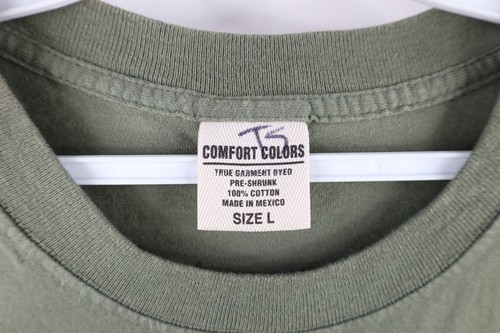 TS
COMFORT COLORS
TRUE GARMENT DYED
PRE-SHRUNK
100% COTTON
MADE IN MEXICO
SIZE L